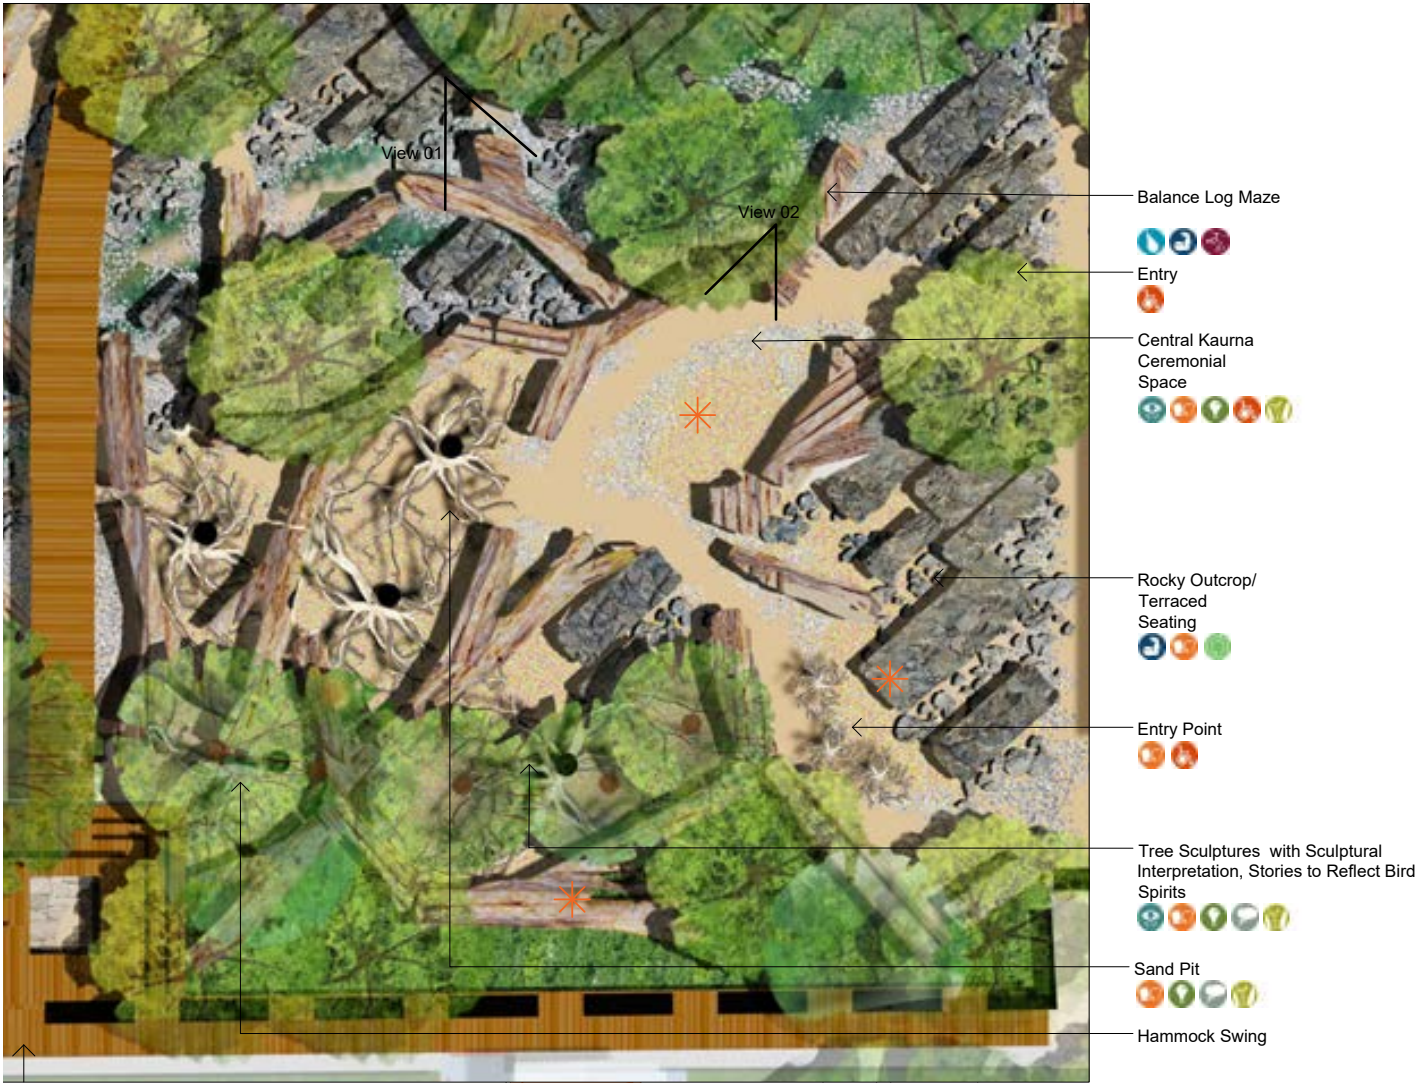 View 01
View 02
Balance Log Maze
Entry
Central Kaurna
Ceremonial
Space
Rocky Outcrop/
Terraced
Seating
Entry Point
Tree Sculptures with Sculptural
Interpretation, Stories to Reflect Bird
Spirits
Sand Pit
Hammock Swing